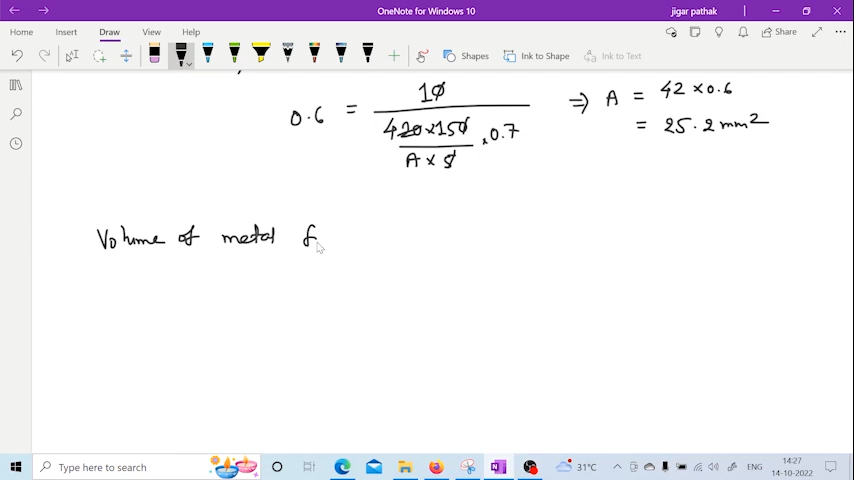 OneNote for Windows 10
jigar pathak
Home Insert Draw View Help
Share
Shapes
Ink to Shape
Ink to Text
0.6 = 10 / (420 × 150 / A × 5 . 0.7)
⇒ A = 42 × 0.6
= 25.2 mm²
Volume of metal f
Type here to search
31°C
ENG
14:27
14-10-2022